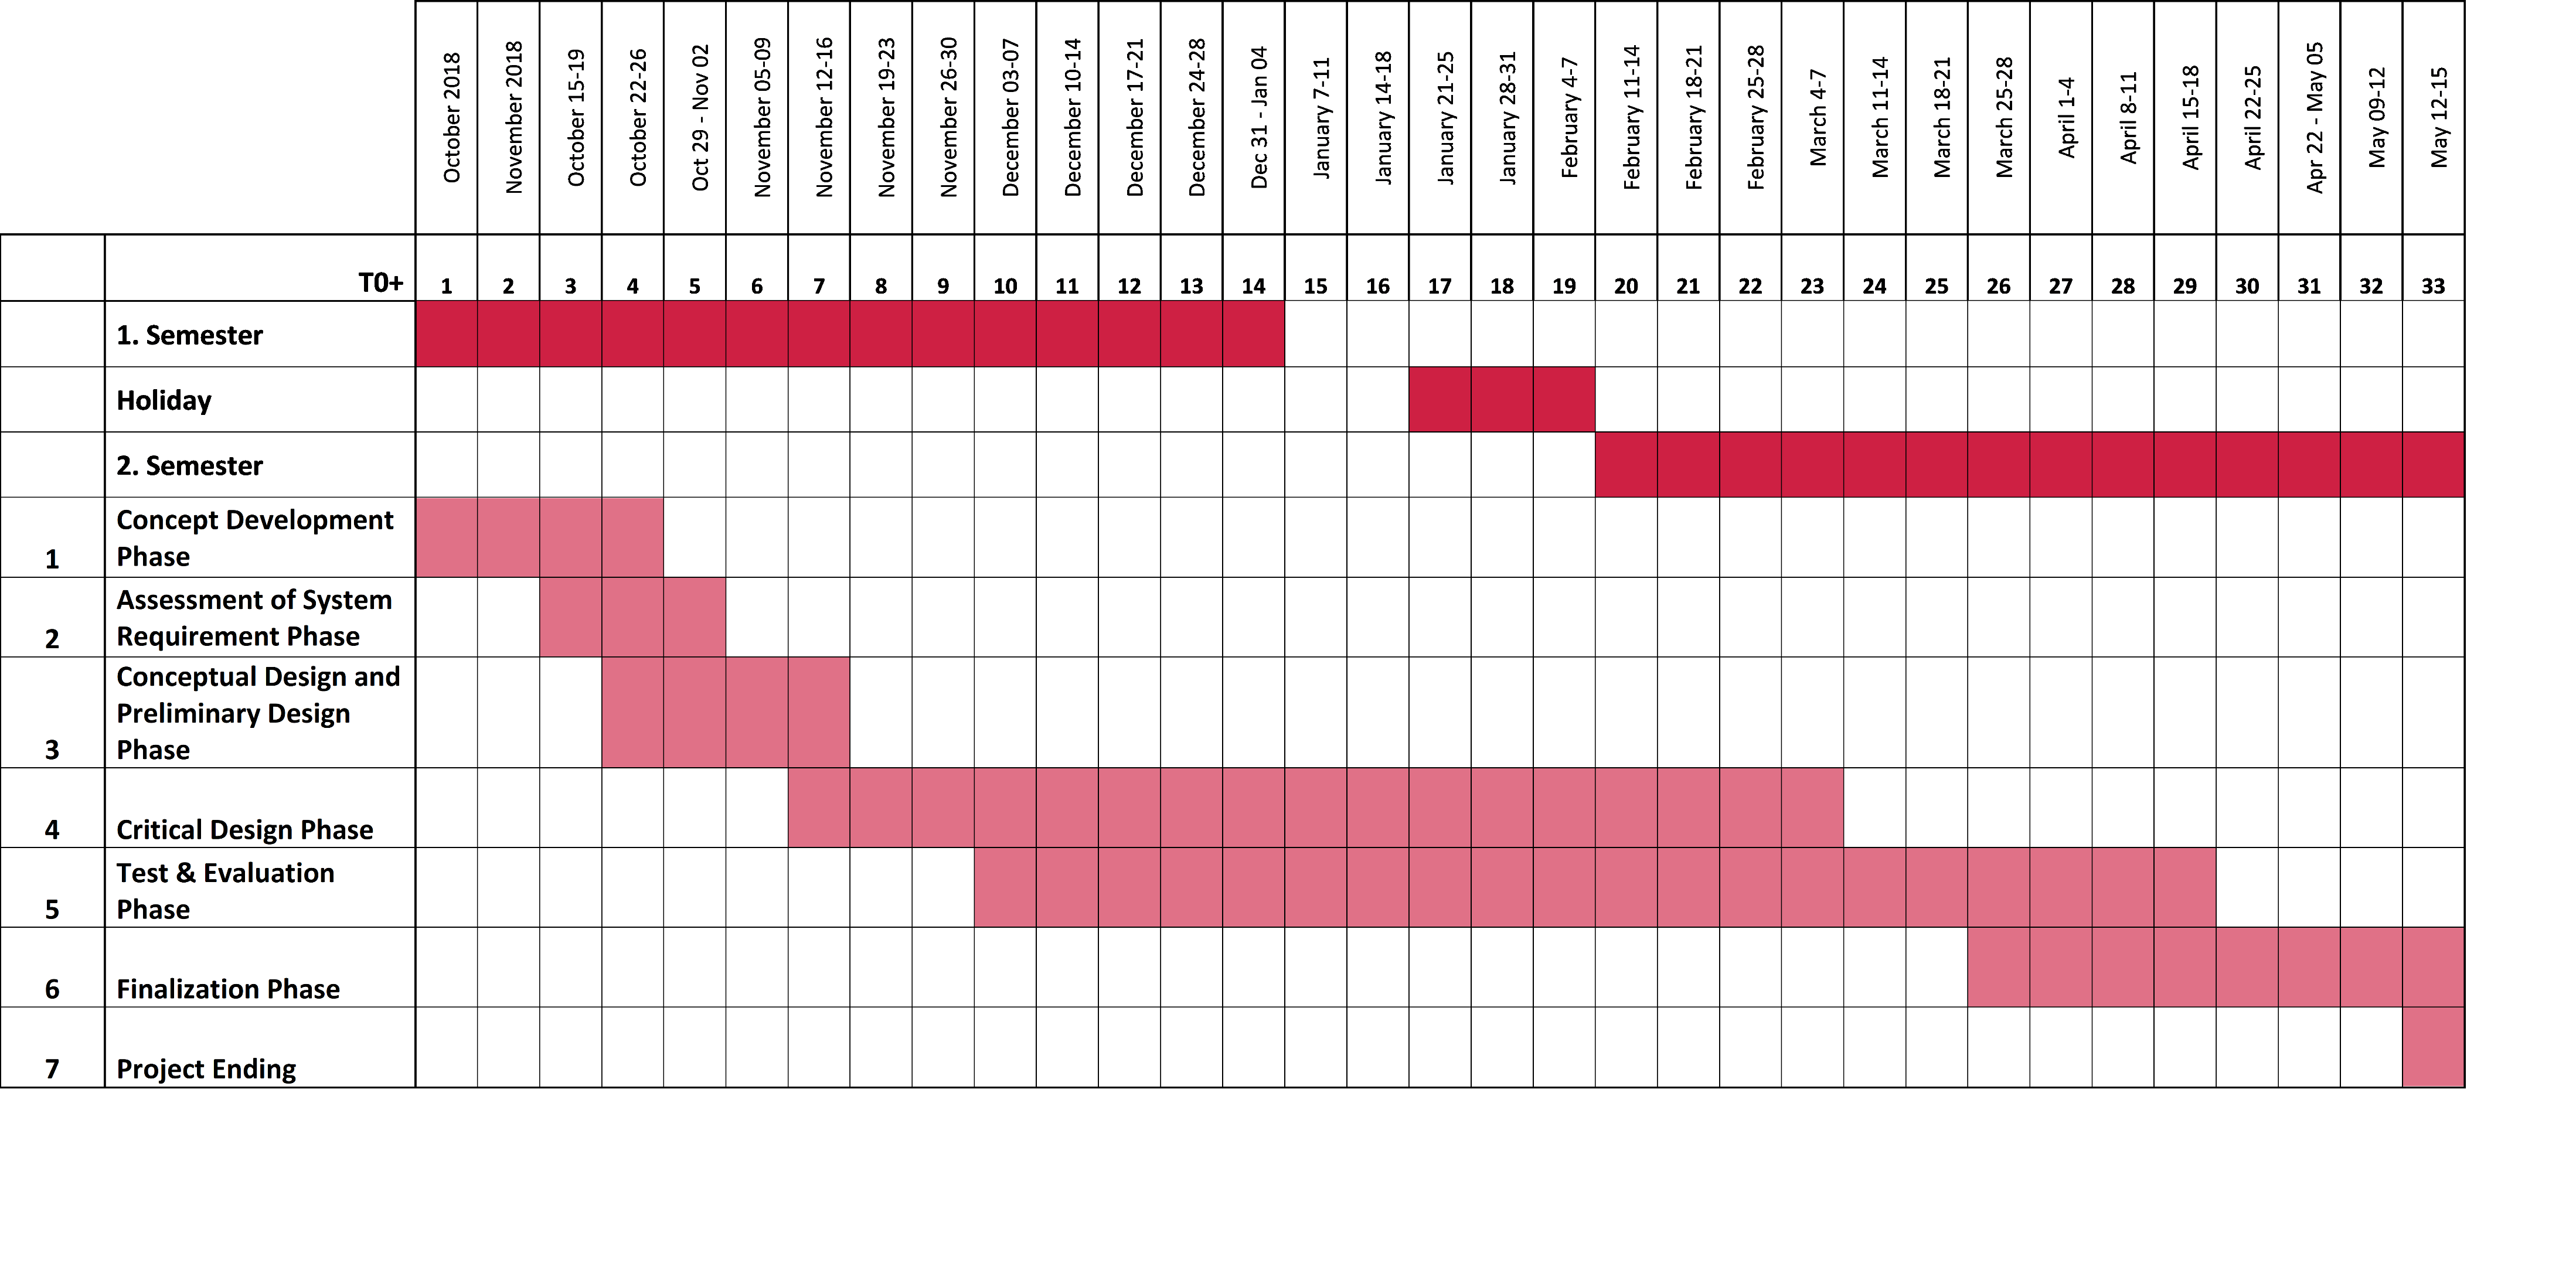 October 2018
November 2018
October 15-19
October 22-26
Oct 29 - Nov 02
November 05-09
November 12-16
November 19-23
November 26-30
December 03-07
December 10-14
December 17-21
December 24-28
Dec 31 - Jan 04
January 7-11
January 14-18
January 21-25
January 28-31
February 4-7
February 11-14
February 18-21
February 25-28
March 4-7
March 11-14
March 18-21
March 25-28
April 1-4
April 8-11
April 15-18
April 22-25
Apr 22 - May 05
May 09-12
May 12-15
T0+ 1 2 3 4 5 6 7 8 9 10 11 12 13 14 15 16 17 18 19 20 21 22 23 24 25 26 27 28 29 30 31 32 33
1. Semester
Holiday
2. Semester
Concept Development
1 Phase
Assessment of System
2 Requirement Phase
Conceptual Design and
Preliminary Design
3 Phase
4 Critical Design Phase
Test & Evaluation
5 Phase
6 Finalization Phase
7 Project Ending